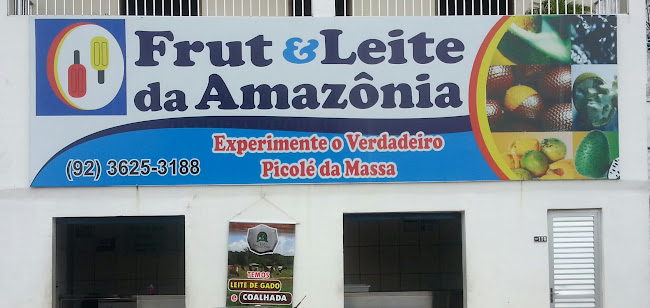 Frut & Leite
da Amazônia
Experimente o Verdadeiro
Picolé da Massa
(92) 3625-3188
TEMOS
LEITE DE GADO
e COALHADA